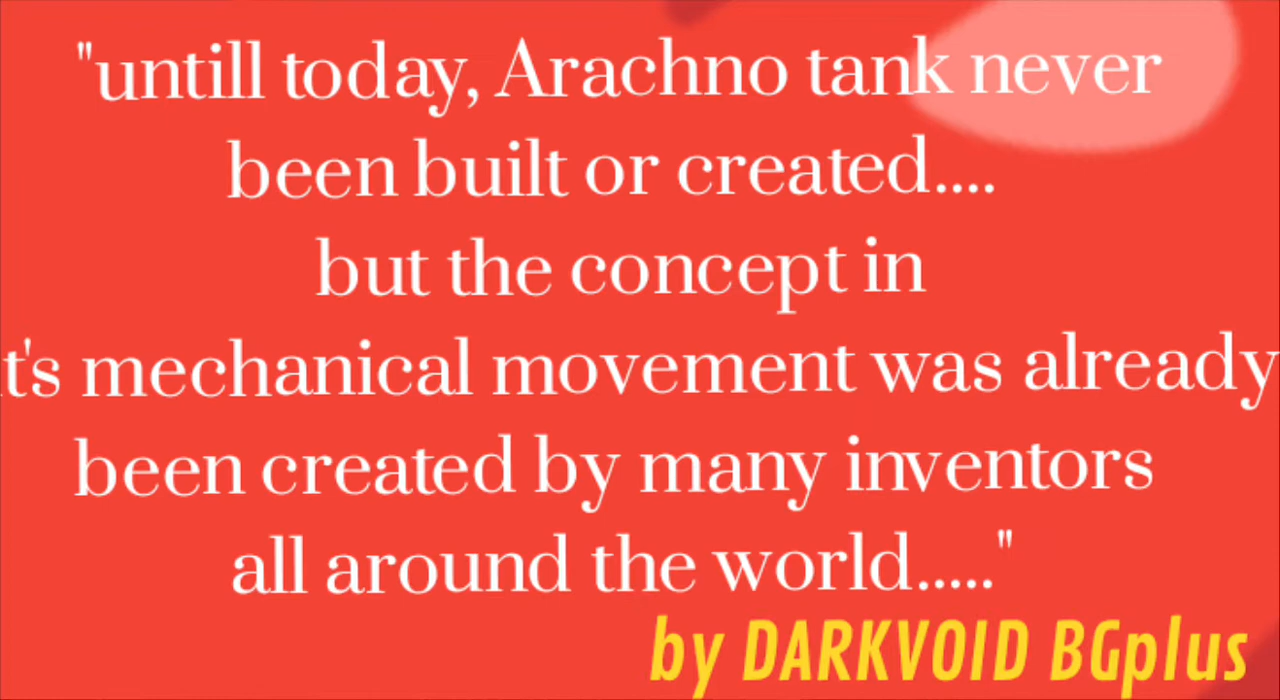 "untill today, Arachno tank never
been built or created....
but the concept in
t's mechanical movement was already
been created by many inventors
all around the world....."
by DARKVOID BGplus